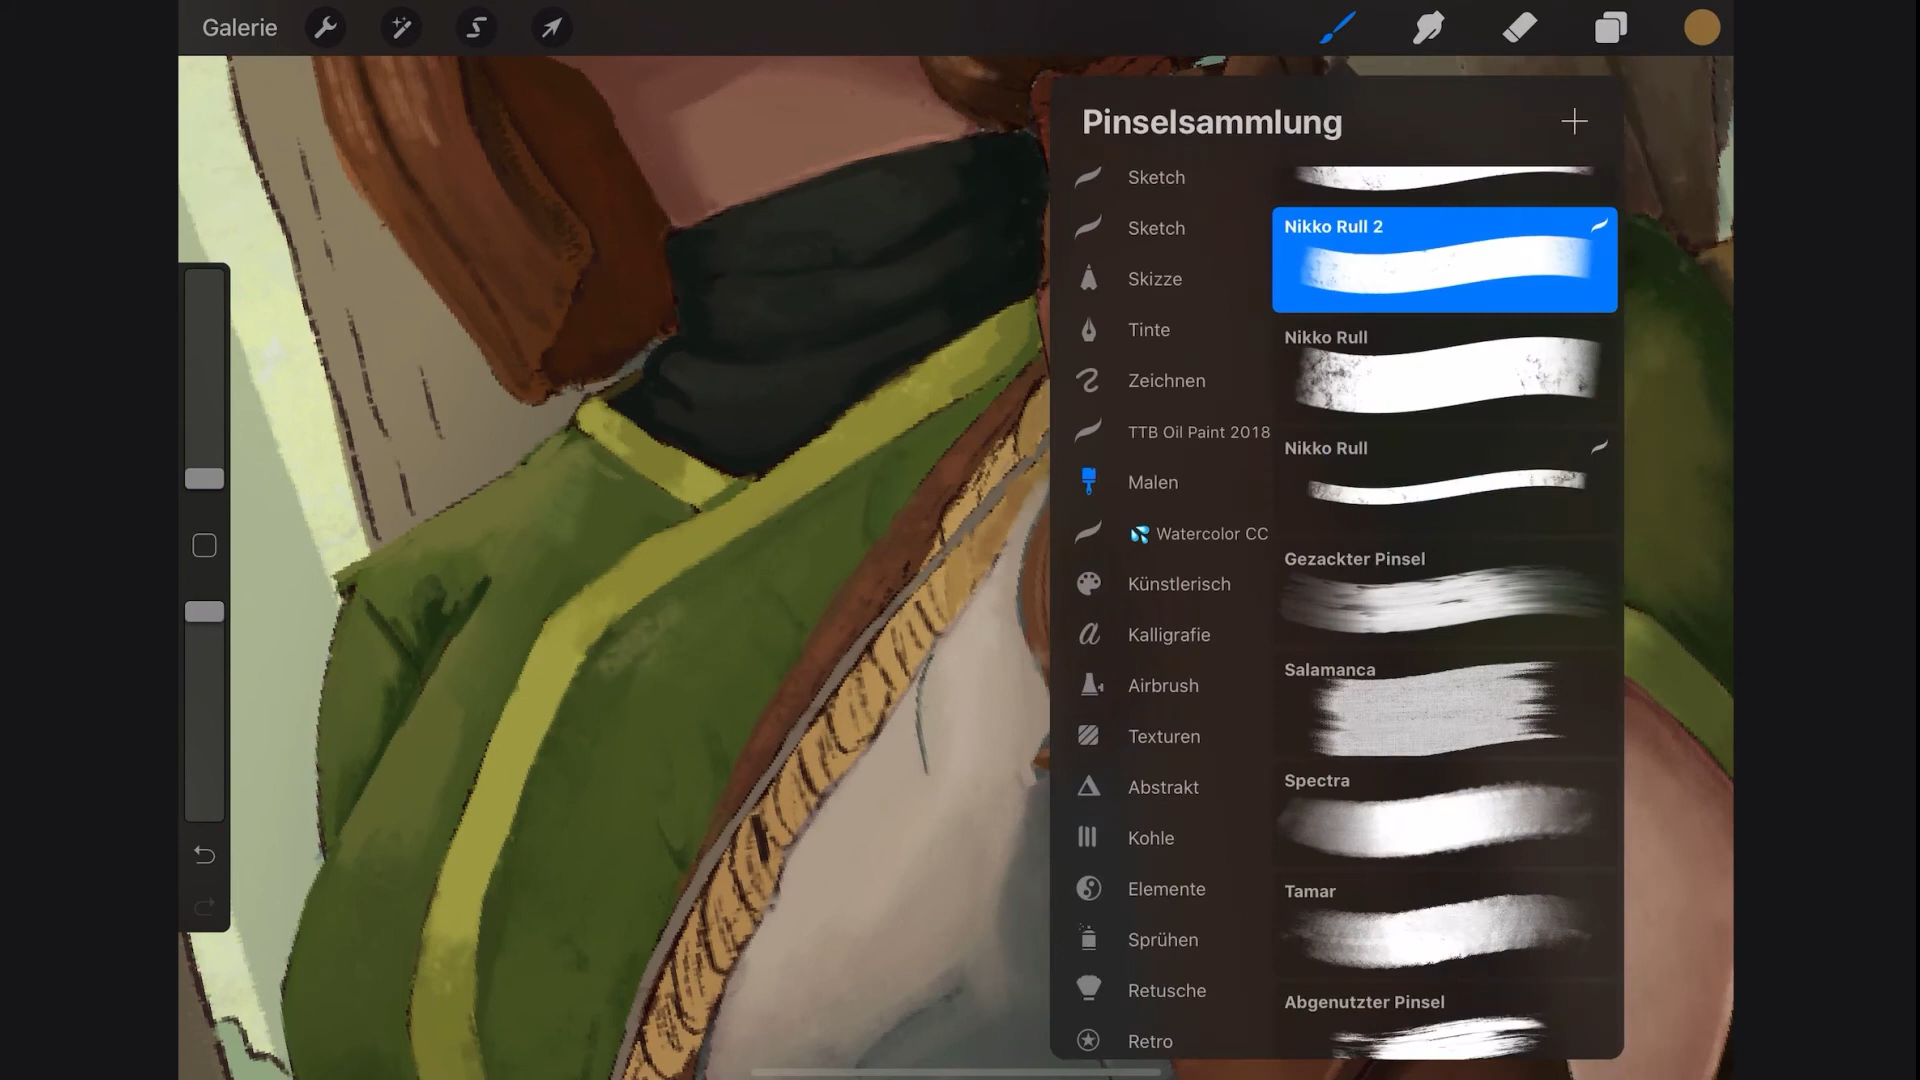 Galerie
Pinselsammlung
Sketch
Sketch
Skizze
Tinte
Zeichnen
TTB Oil Paint 2018
Malen
💦 Watercolor CC
Künstlerisch
Kalligrafie
Airbrush
Texturen
Abstrakt
Kohle
Elemente
Sprühen
Retusche
Retro
Nikko Rull 2
Nikko Rull
Nikko Rull
Gezackter Pinsel
Salamanca
Spectra
Tamar
Abgenutzter Pinsel